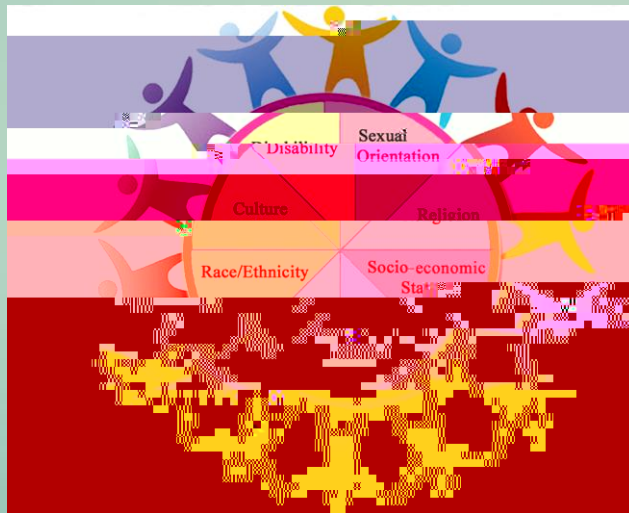 Disability
Sexual
Orientation
Culture
Religion
Race/Ethnicity
Socio-economic